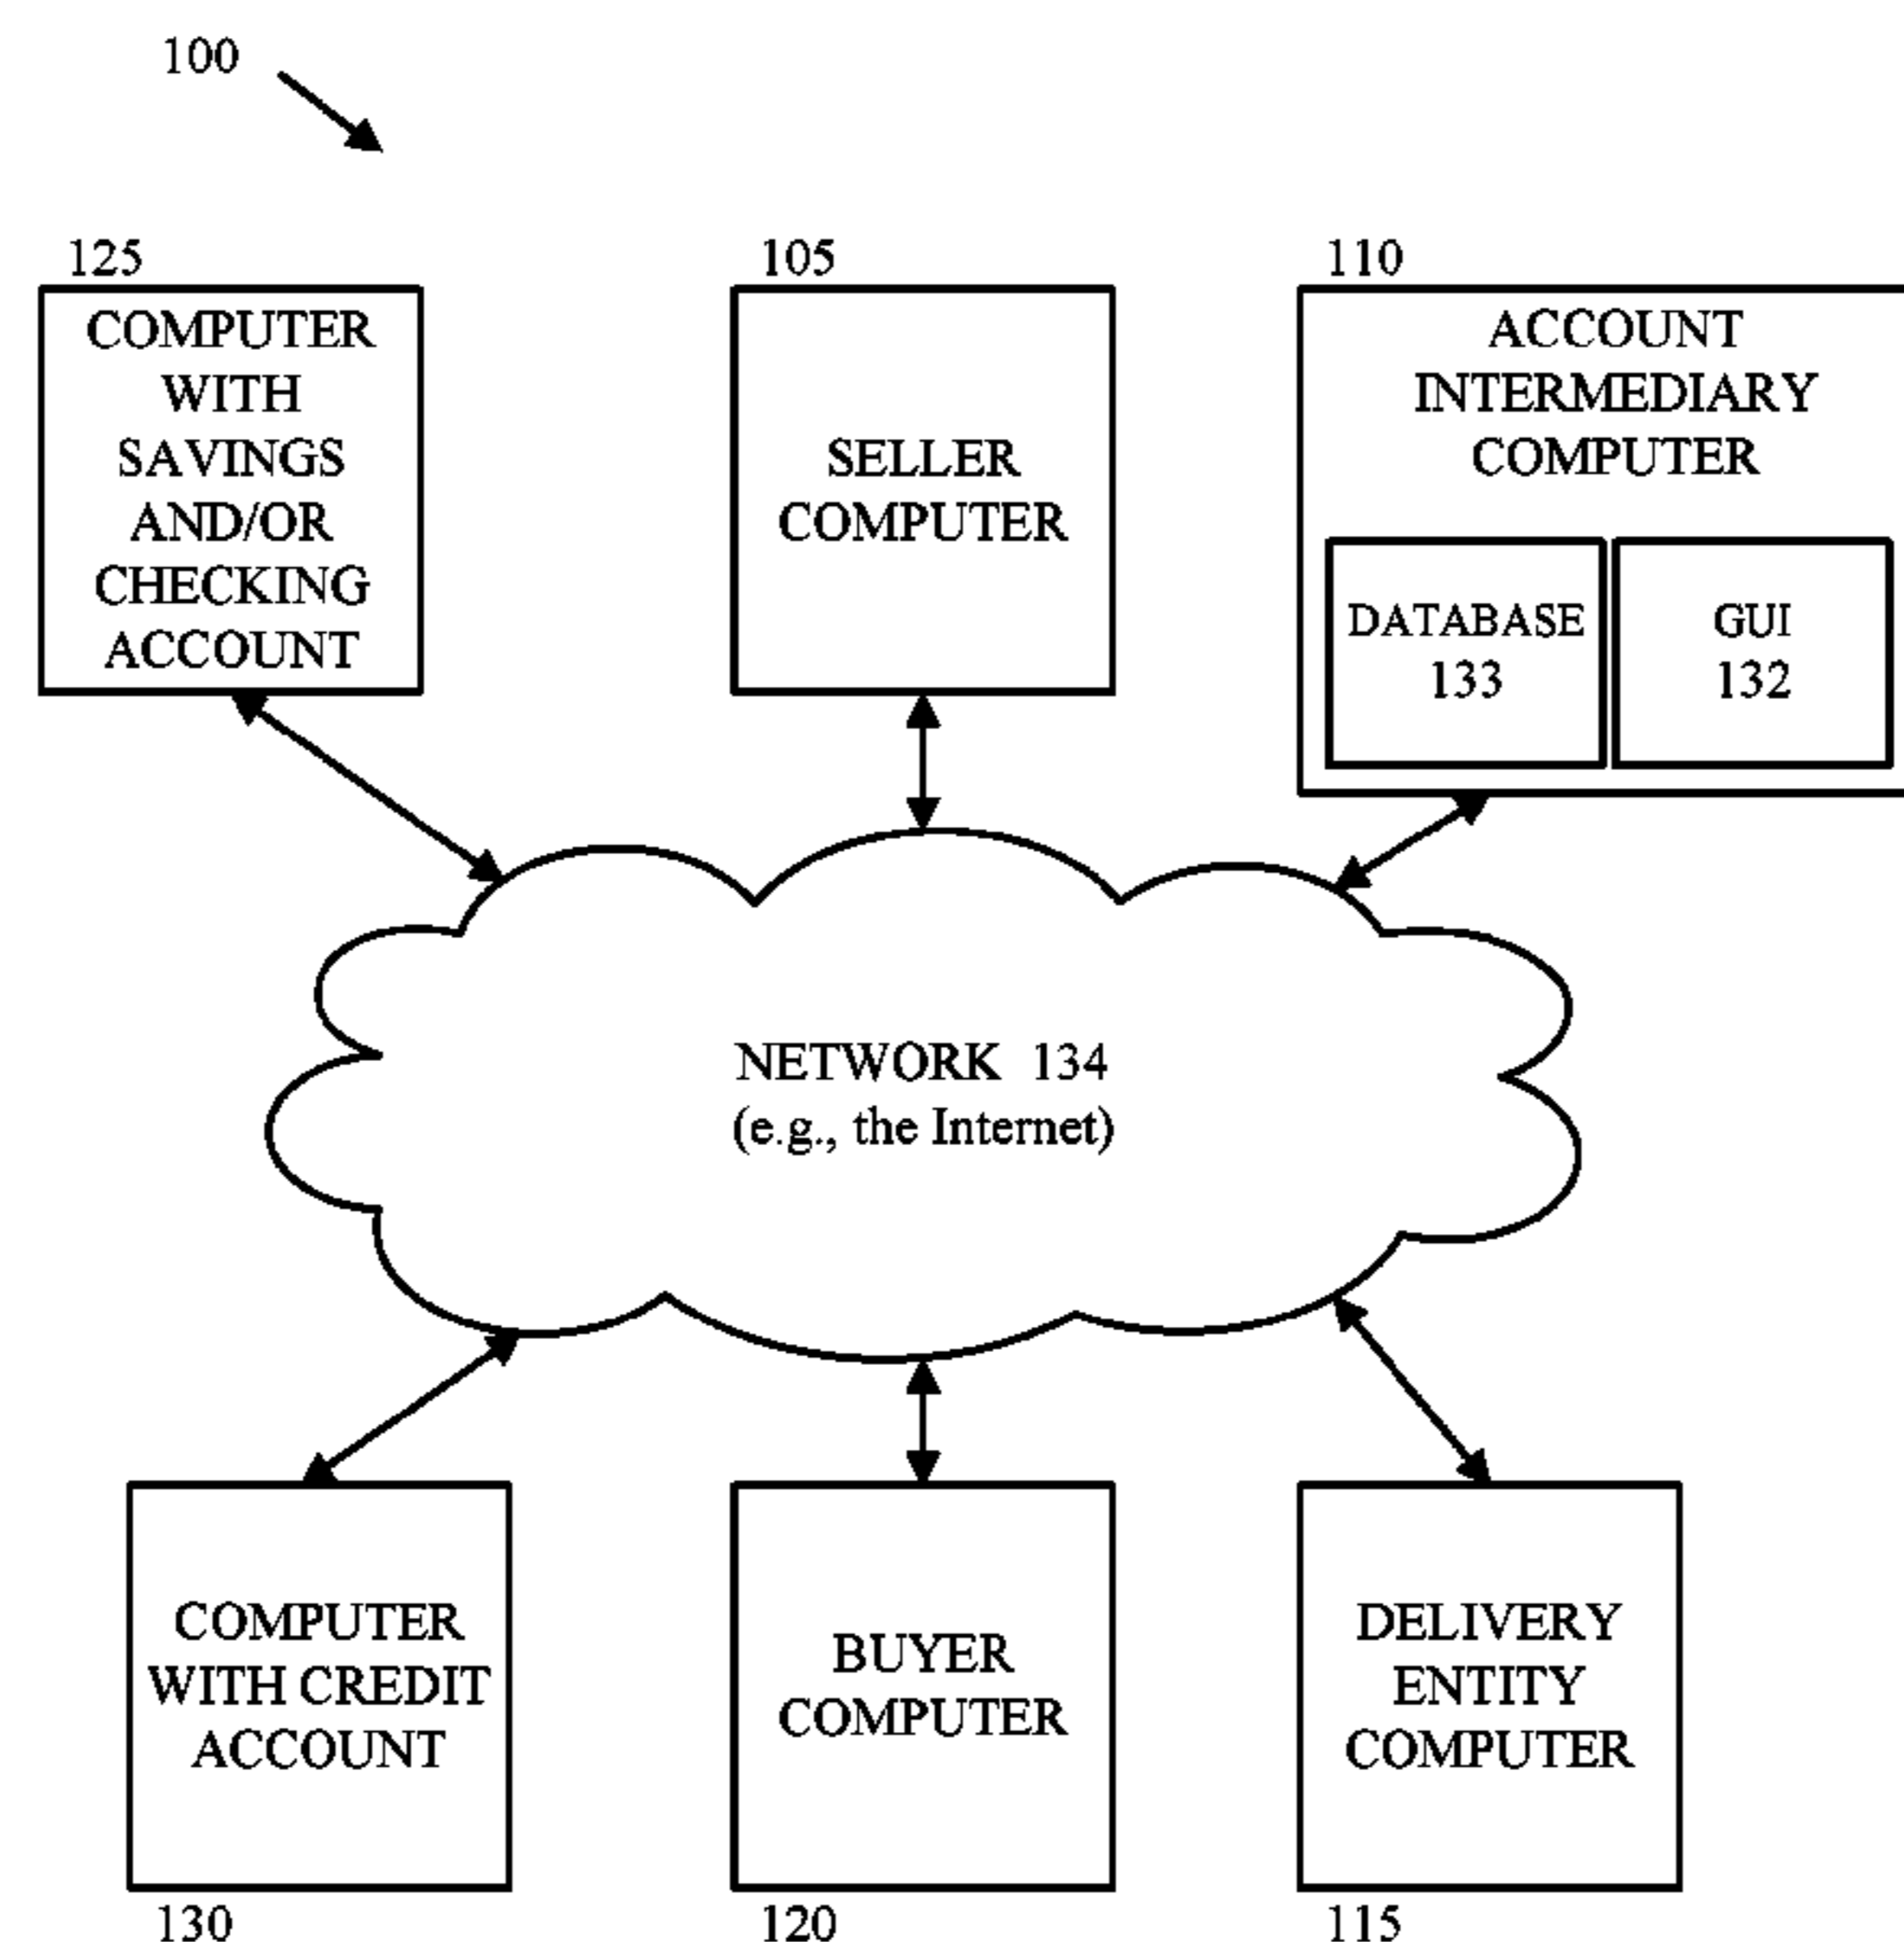 100
125
COMPUTER
WITH
SAVINGS
AND/OR
CHECKING
ACCOUNT
105
SELLER
COMPUTER
110
ACCOUNT
INTERMEDIARY
COMPUTER
DATABASE
133
GUI
132
NETWORK 134
(e.g., the Internet)
COMPUTER
WITH CREDIT
ACCOUNT
130
BUYER
COMPUTER
120
DELIVERY
ENTITY
COMPUTER
115